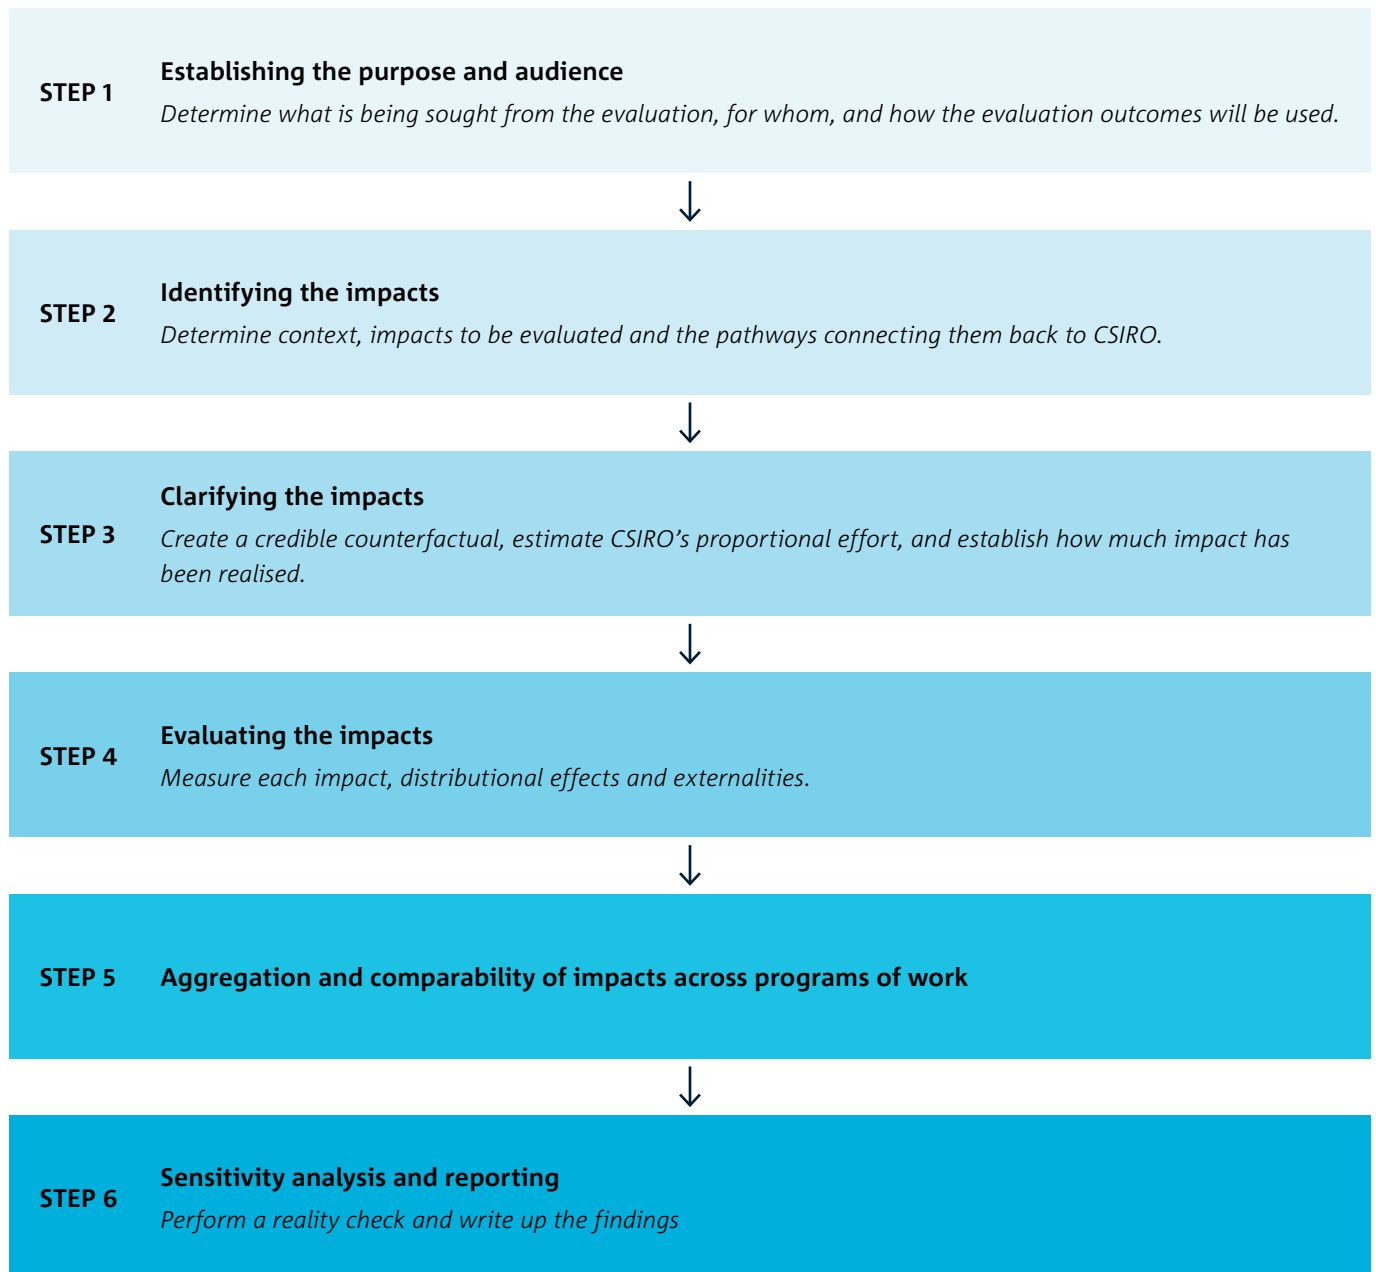 STEP 1
Establishing the purpose and audience
Determine what is being sought from the evaluation, for whom, and how the evaluation outcomes will be used.
STEP 2
Identifying the impacts
Determine context, impacts to be evaluated and the pathways connecting them back to CSIRO.
STEP 3
Clarifying the impacts
Create a credible counterfactual, estimate CSIRO’s proportional effort, and establish how much impact has
been realised.
STEP 4
Evaluating the impacts
Measure each impact, distributional effects and externalities.
STEP 5
Aggregation and comparability of impacts across programs of work
STEP 6
Sensitivity analysis and reporting
Perform a reality check and write up the findings